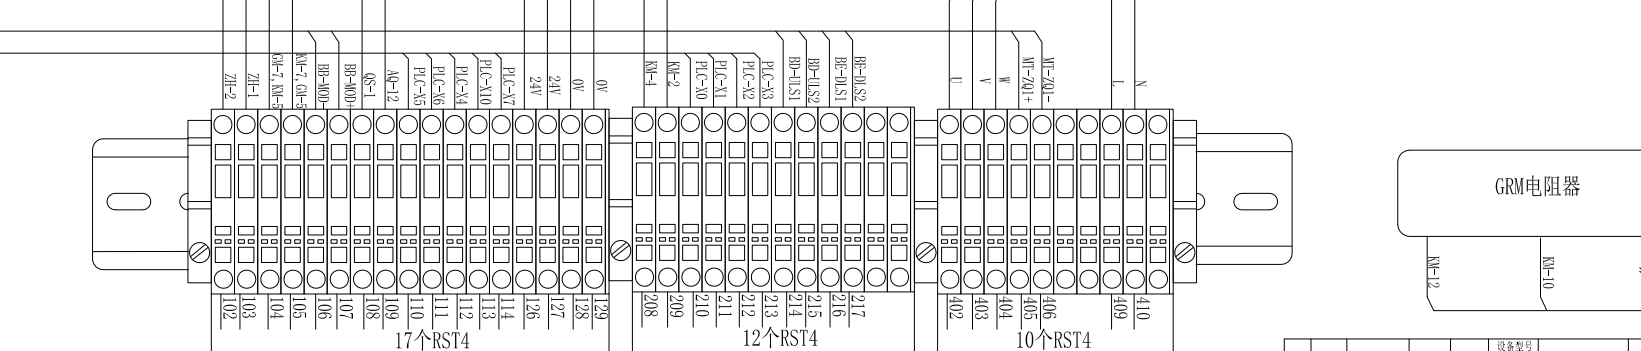 ZH-2
ZH-1
GM-7,KM-5
KM-7,GM-5
BB-MOD-
BB-MOD+
QS-1
AQ-12
PLC-X5
PLC-X6
PLC-X4
PLC-X10
PLC-X7
24V
24V
0V
0V
KM-4
KM-2
PLC-X0
PLC-X1
PLC-X2
PLC-X3
BD-ULS1
BD-ULS2
BE-DLS1
BE-DLS2
U
V
W
MT-ZQ1+
MT-ZQ1-
L
N
GRM电阻器
KM-12
KM-10
102
103
104
105
106
107
108
109
110
111
112
113
114
126
127
128
129
208
209
210
211
212
213
214
215
216
217
402
403
404
405
406
409
410
17个RST4
12个RST4
10个RST4
设备型号